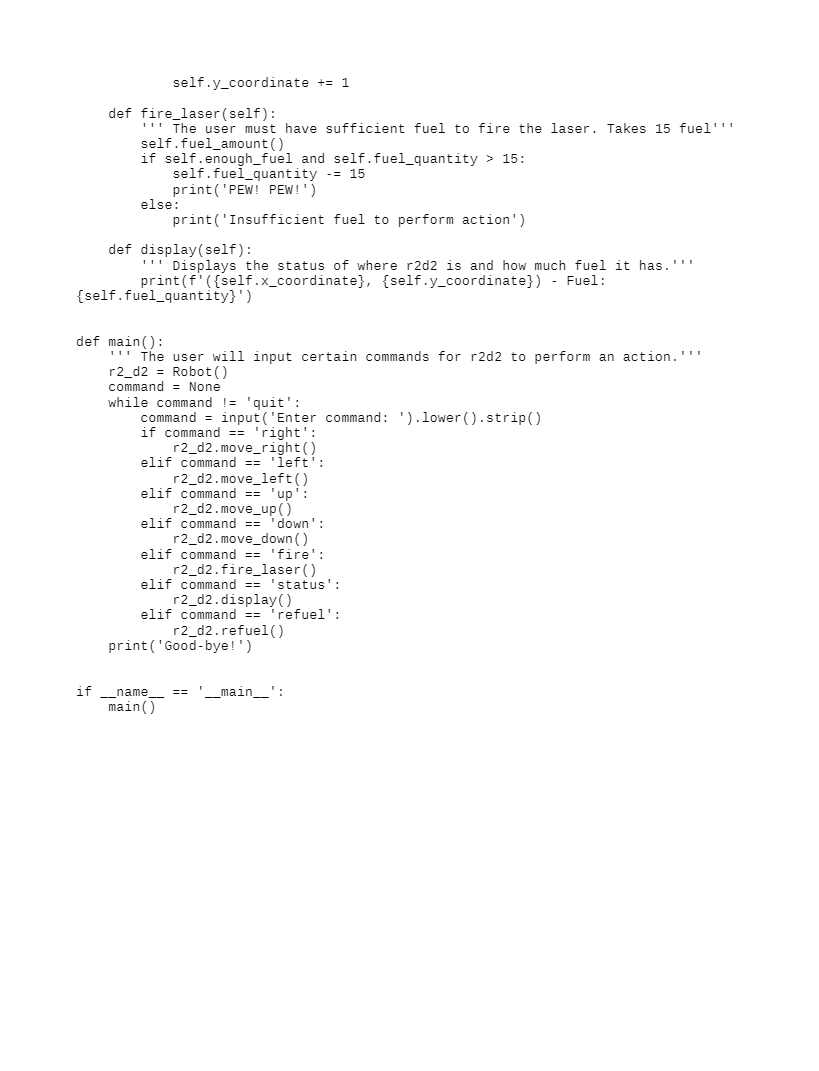 self.y_coordinate += 1

    def fire_laser(self):
        ''' The user must have sufficient fuel to fire the laser. Takes 15 fuel'''
        self.fuel_amount()
        if self.enough_fuel and self.fuel_quantity > 15:
            self.fuel_quantity -= 15
            print('PEW! PEW!')
        else:
            print('Insufficient fuel to perform action')

    def display(self):
        ''' Displays the status of where r2d2 is and how much fuel it has.'''
        print(f'({self.x_coordinate}, {self.y_coordinate}) - Fuel:
{self.fuel_quantity}')


def main():
    ''' The user will input certain commands for r2d2 to perform an action.'''
    r2_d2 = Robot()
    command = None
    while command != 'quit':
        command = input('Enter command: ').lower().strip()
        if command == 'right':
            r2_d2.move_right()
        elif command == 'left':
            r2_d2.move_left()
        elif command == 'up':
            r2_d2.move_up()
        elif command == 'down':
            r2_d2.move_down()
        elif command == 'fire':
            r2_d2.fire_laser()
        elif command == 'status':
            r2_d2.display()
        elif command == 'refuel':
            r2_d2.refuel()
    print('Good-bye!')


if __name__ == '__main__':
    main()